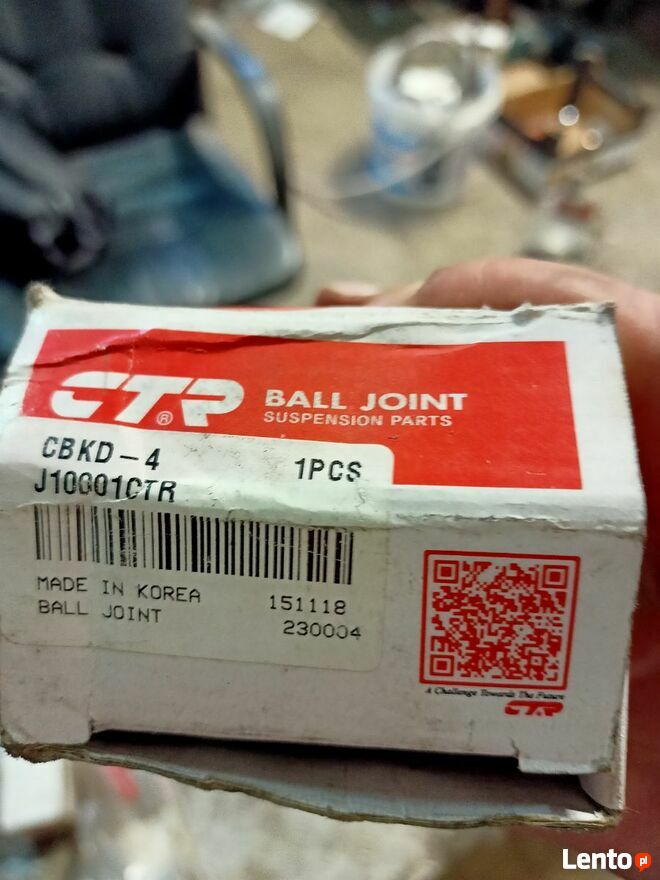 CTR®
BALL JOINT
SUSPENSION PARTS
CBKD-4
1PCS
J10001CTR
MADE IN KOREA
151118
BALL JOINT
230004
A Challenge Towards The Future
CTR
Lento pl